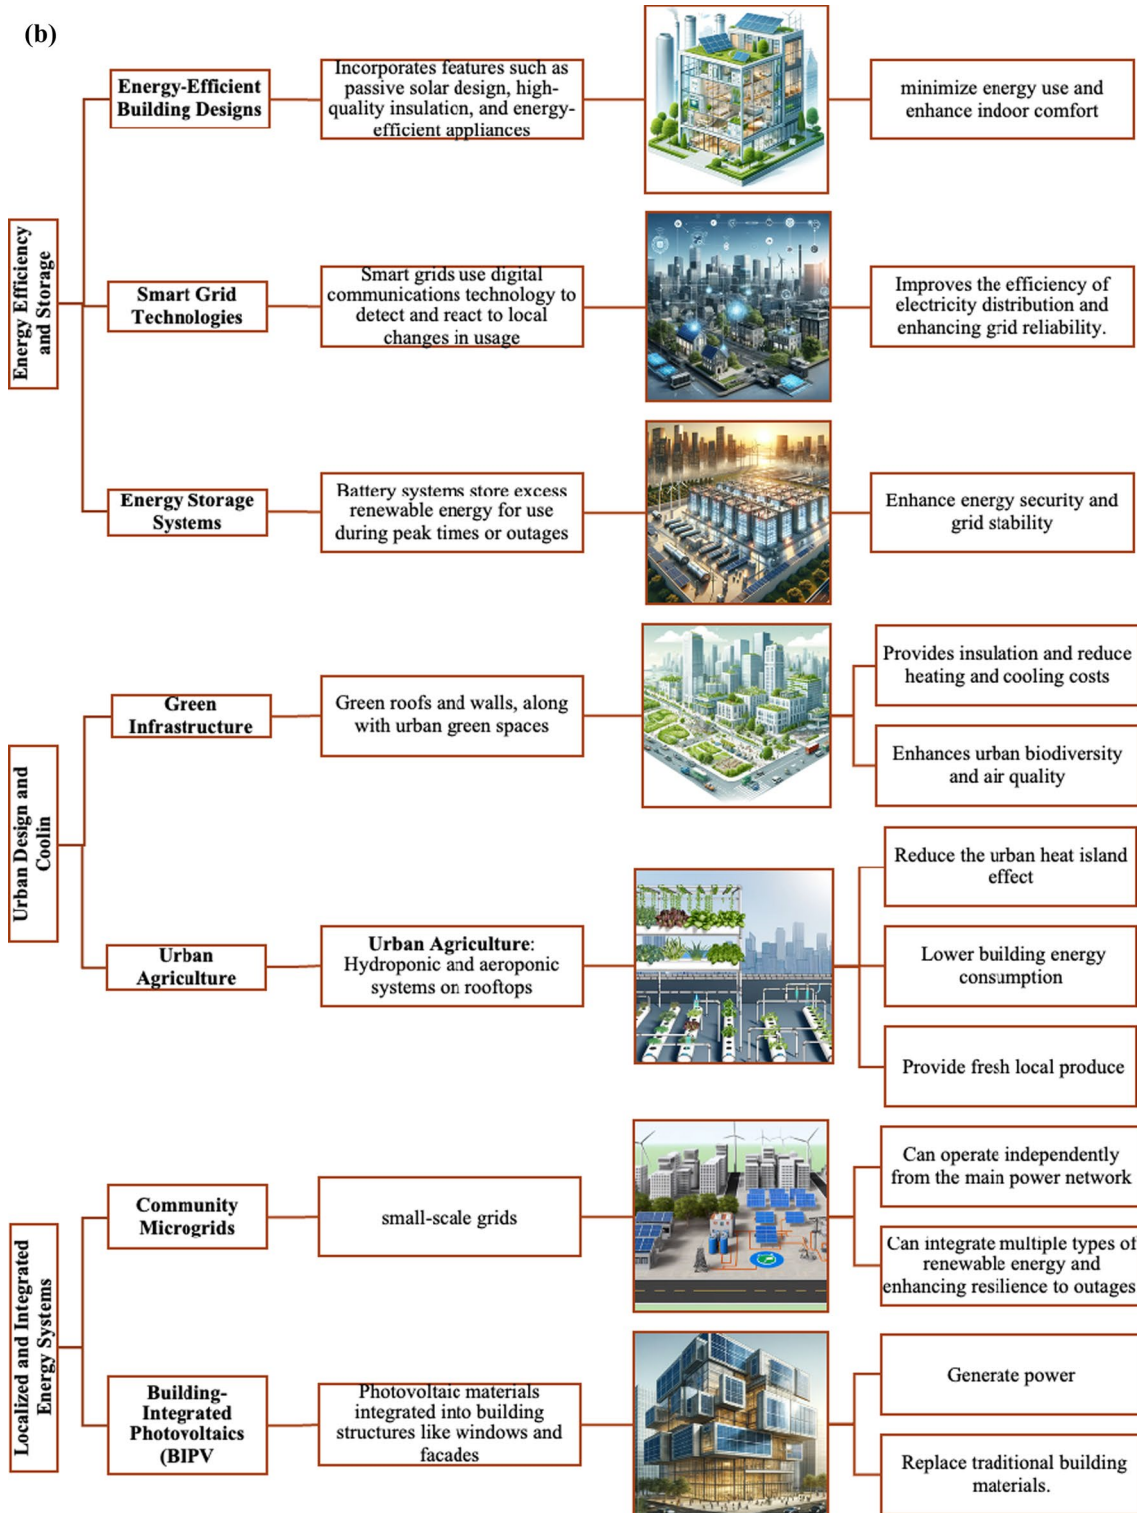 (b)
Energy Efficiency
and Storage
Energy-Efficient
Building Designs
Incorporates features such as
passive solar design, high-
quality insulation, and energy-
efficient appliances
minimize energy use and
enhance indoor comfort
Smart Grid
Technologies
Smart grids use digital
communications technology to
detect and react to local
changes in usage
Improves the efficiency of
electricity distribution and
enhancing grid reliability.
Energy Storage
Systems
Battery systems store excess
renewable energy for use
during peak times or outages
Enhance energy security and
grid stability
Urban Design and
Coolin
Green
Infrastructure
Green roofs and walls, along
with urban green spaces
Provides insulation and reduce
heating and cooling costs
Enhances urban biodiversity
and air quality
Urban
Agriculture
Urban Agriculture:
Hydroponic and aeroponic
systems on rooftops
Reduce the urban heat island
effect
Lower building energy
consumption
Provide fresh local produce
Localized and Integrated
Energy Systems
Community
Microgrids
small-scale grids
Can operate independently
from the main power network
Can integrate multiple types of
renewable energy and
enhancing resilience to outages
Building-
Integrated
Photovoltaics
(BIPV
Photovoltaic materials
integrated into building
structures like windows and
facades
Generate power
Replace traditional building
materials.